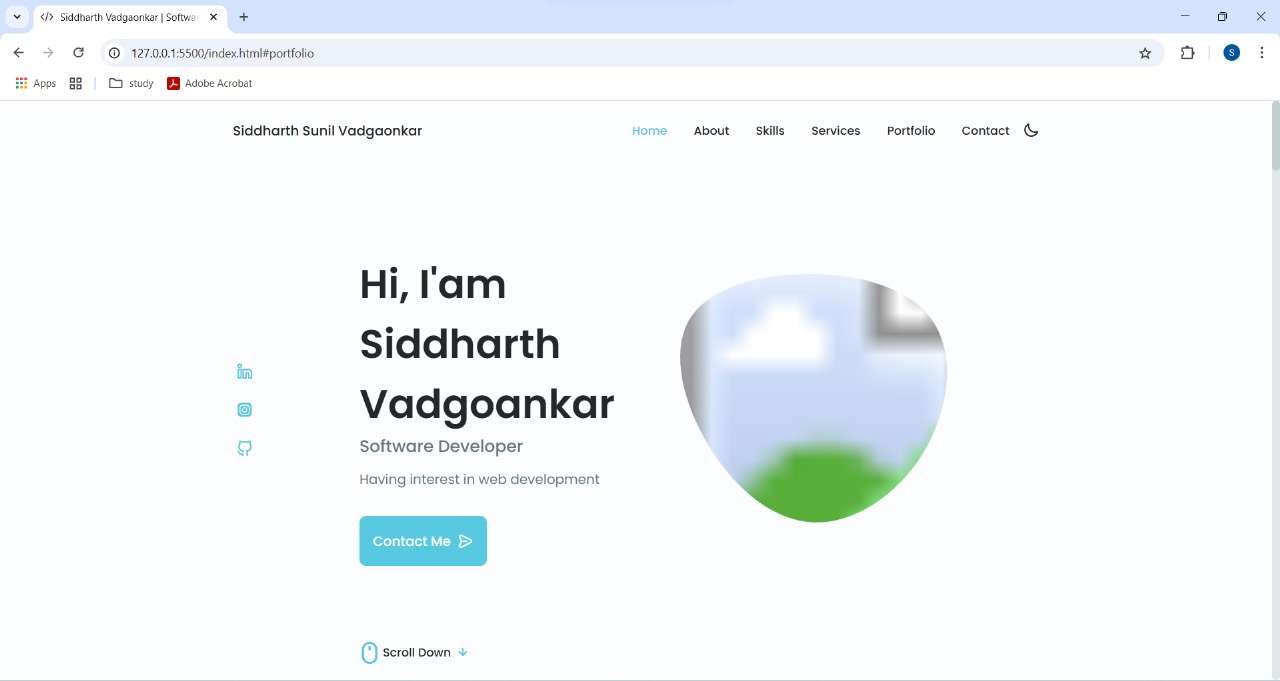 Siddharth Vadgaonkar | Softwar
127.0.0.1:5500/index.html#portfolio
S
Apps
study
Adobe Acrobat
Siddharth Sunil Vadgaonkar
Home About Skills Services Portfolio Contact
Hi, I'am
Siddharth
Vadgoankar
Software Developer
Having interest in web development
Contact Me
Scroll Down